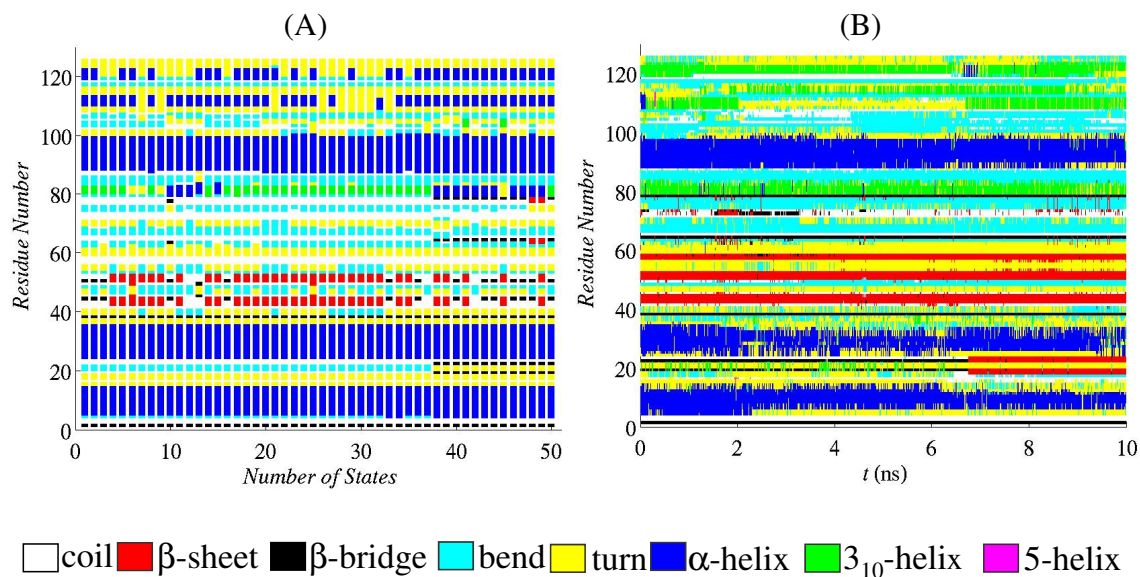 (A) (B)
120 120
100 100
80 80
60 60
40 40
20 20
0 0
Residue Number Residue Number
0 10 20 30 40 50 0 2 4 6 8 10
Number of States t (ns)
coil β-sheet β-bridge bend turn α-helix 3₁₀-helix 5-helix